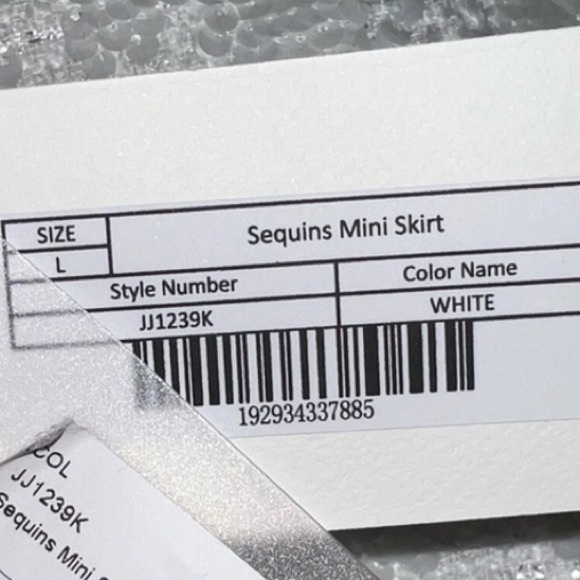 SIZE
Sequins Mini Skirt
L
Style Number
Color Name
JJ1239K
WHITE
192934337885
COL
JJ1239K
Sequins Mini